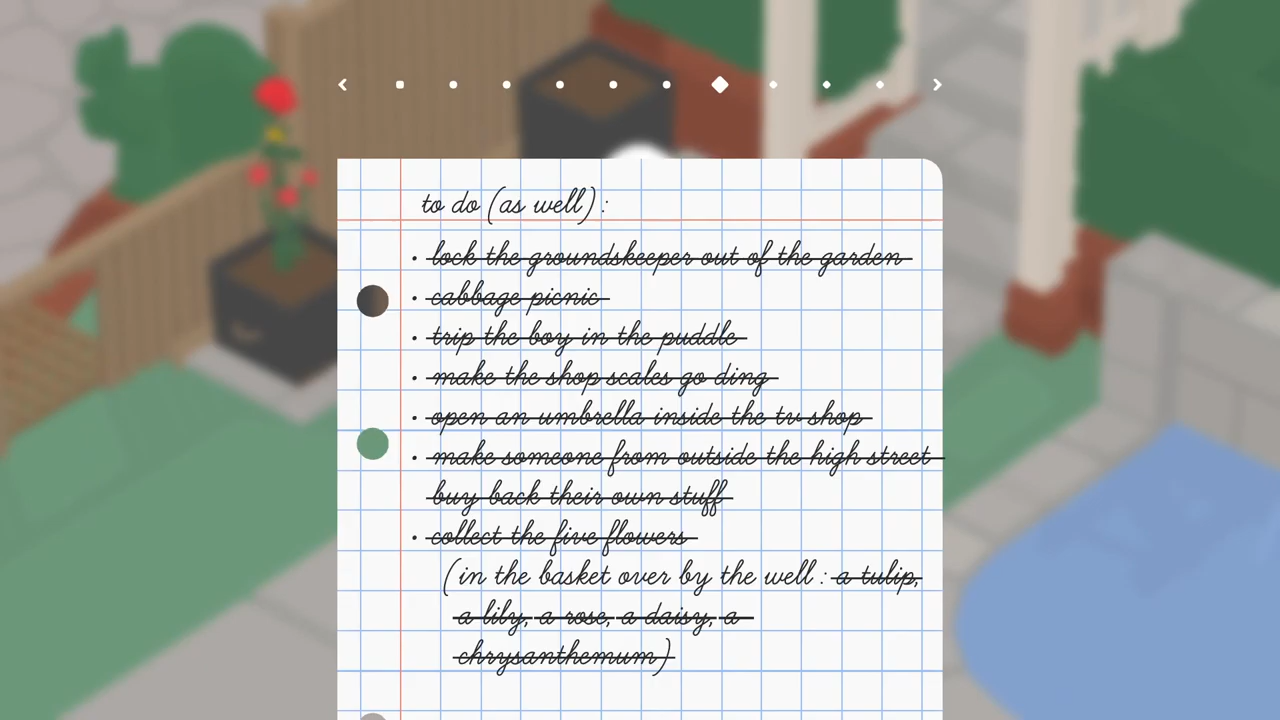 to do (as well) :
• lock the groundskeeper out of the garden
• cabbage picnic
• trip the boy in the puddle
• make the shop scales go ding
• open an umbrella inside the tv shop
• make someone from outside the high street
buy back their own stuff
• collect the five flowers
(in the basket over by the well : a tulip,
a lily, a rose, a daisy, a
chrysanthemum)